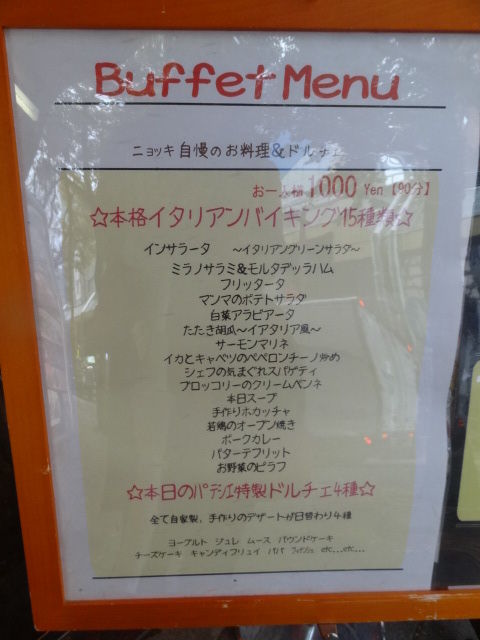 Buffet Menu
ニョッキ自慢のお料理&ドルチェ
お一人様1000Yen【90分】
☆本格イタリアンバイキング15種類☆
インサラータ ～イタリアングリーンサラダ～
ミラノサラミ&モルタデッラハム
フリッタータ
マンマのポテトサラダ
白菜アラビアータ
たたき胡瓜～イアタリア風～
サーモンマリネ
イカとキャベツのペペロンチーノ炒め
シェフの気まぐれスパゲティ
ブロッコリーのクリームペンネ
本日スープ
手作りホカッチャ
若鶏のオーブン焼き
ポークカレー
パターテフリット
お野菜のピラフ
☆本日のパテシエ特製ドルチェ4種☆
全て自家製、手作りのデザートが日替わり4種
ヨーグルト ジュレ ムース パウンドケーキ
チーズケーキ キャンディフリュイ ババ etc...etc...